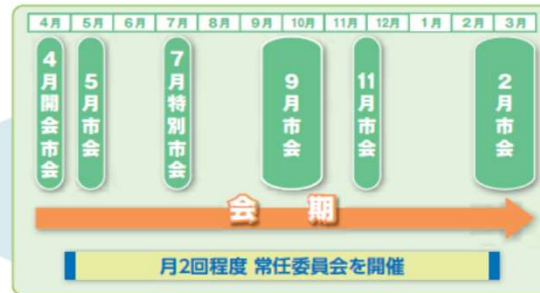 4月 5月 6月 7月 8月 9月 10月 11月 12月 1月 2月 3月
4月開会市会
5月市会
7月特別市会
9月市会
11月市会
2月市会
会期
月2回程度 常任委員会を開催